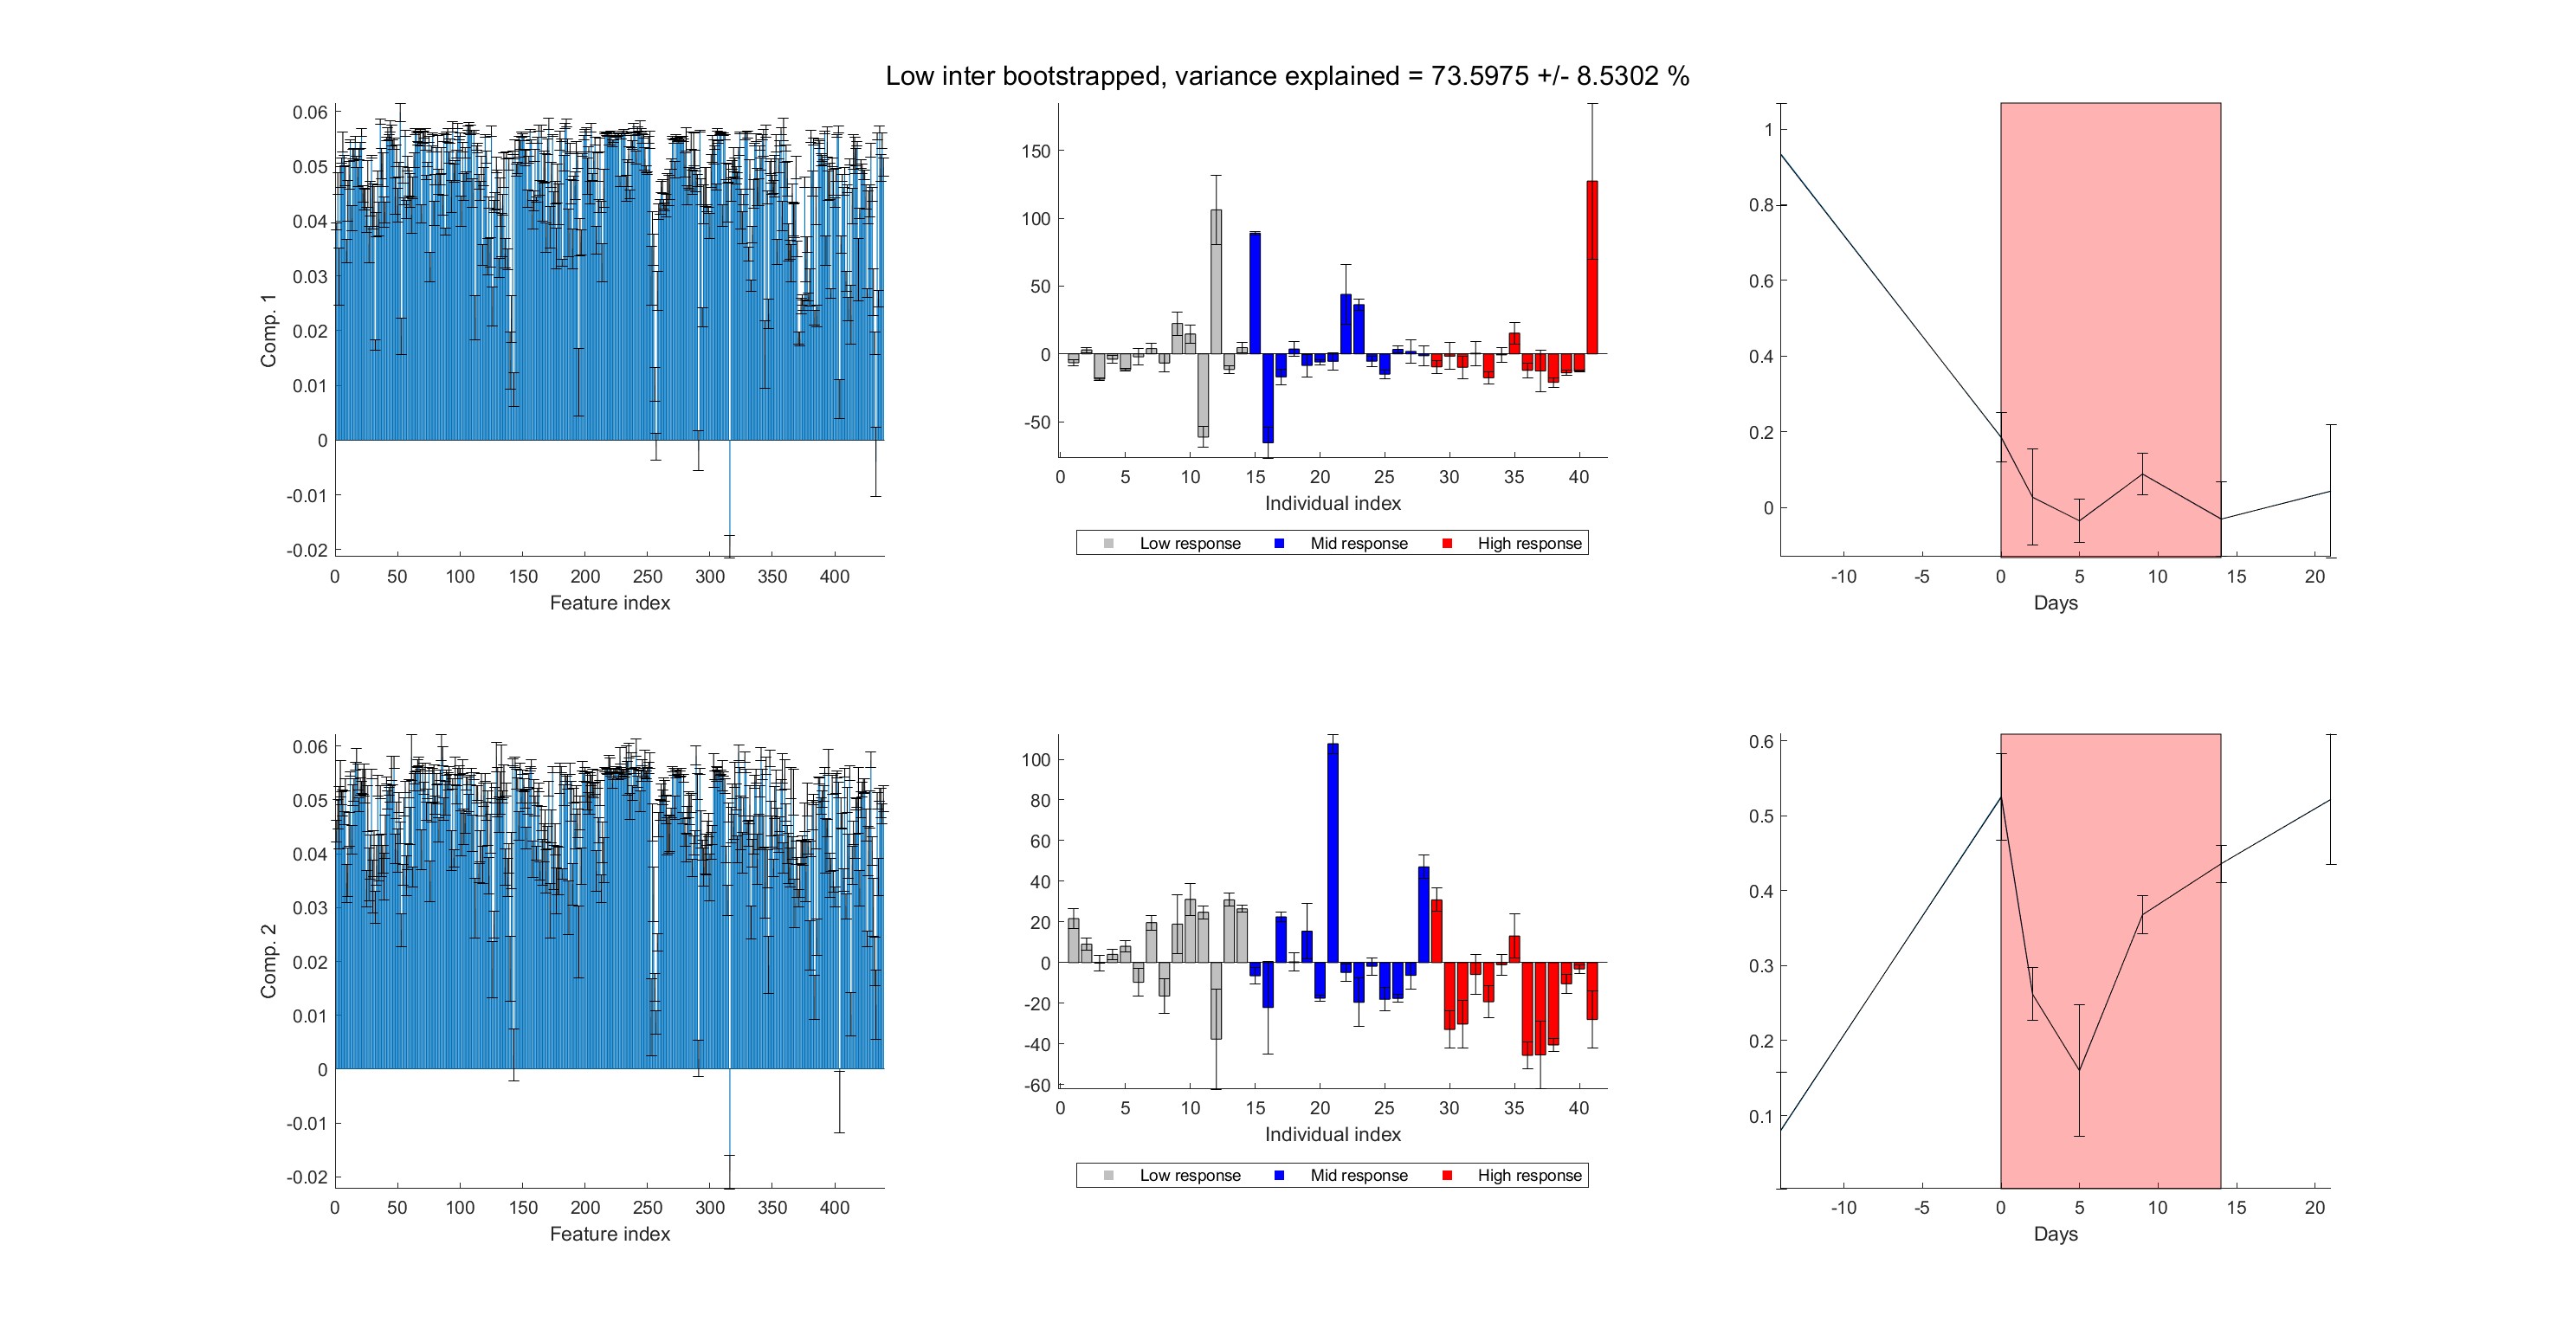 Low inter bootstrapped, variance explained = 73.5975 +/- 8.5302 %
Comp. 1
0.06
0.05
0.04
0.03
0.02
0.01
0
-0.01
-0.02
0 50 100 150 200 250 300 350 400
Feature index
150
100
50
0
-50
0 5 10 15 20 25 30 35 40
Individual index
Low response Mid response High response
1
0.8
0.6
0.4
0.2
0
-10 -5 0 5 10 15 20
Days
Comp. 2
0.06
0.05
0.04
0.03
0.02
0.01
0
-0.01
-0.02
0 50 100 150 200 250 300 350 400
Feature index
100
80
60
40
20
0
-20
-40
-60
0 5 10 15 20 25 30 35 40
Individual index
Low response Mid response High response
0.6
0.5
0.4
0.3
0.2
0.1
-10 -5 0 5 10 15 20
Days